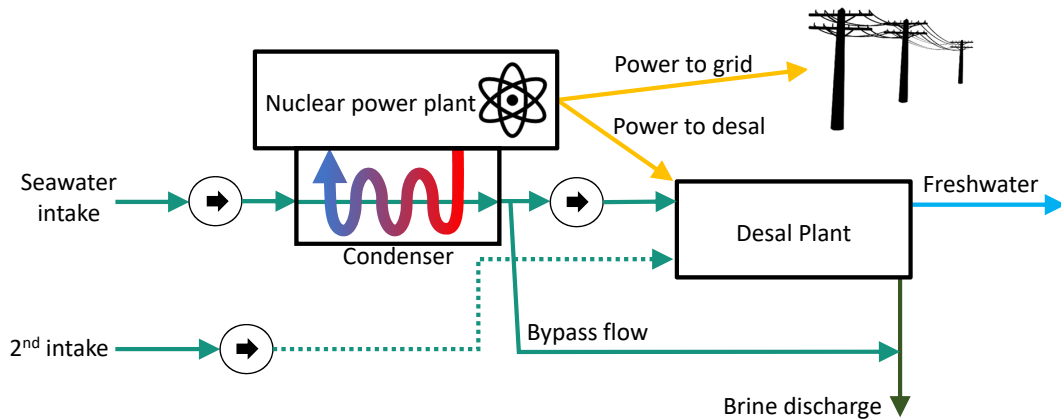 Power to grid
Nuclear power plant
Power to desal
Seawater
intake
Freshwater
Desal Plant
Condenser
2nd intake
Bypass flow
Brine discharge